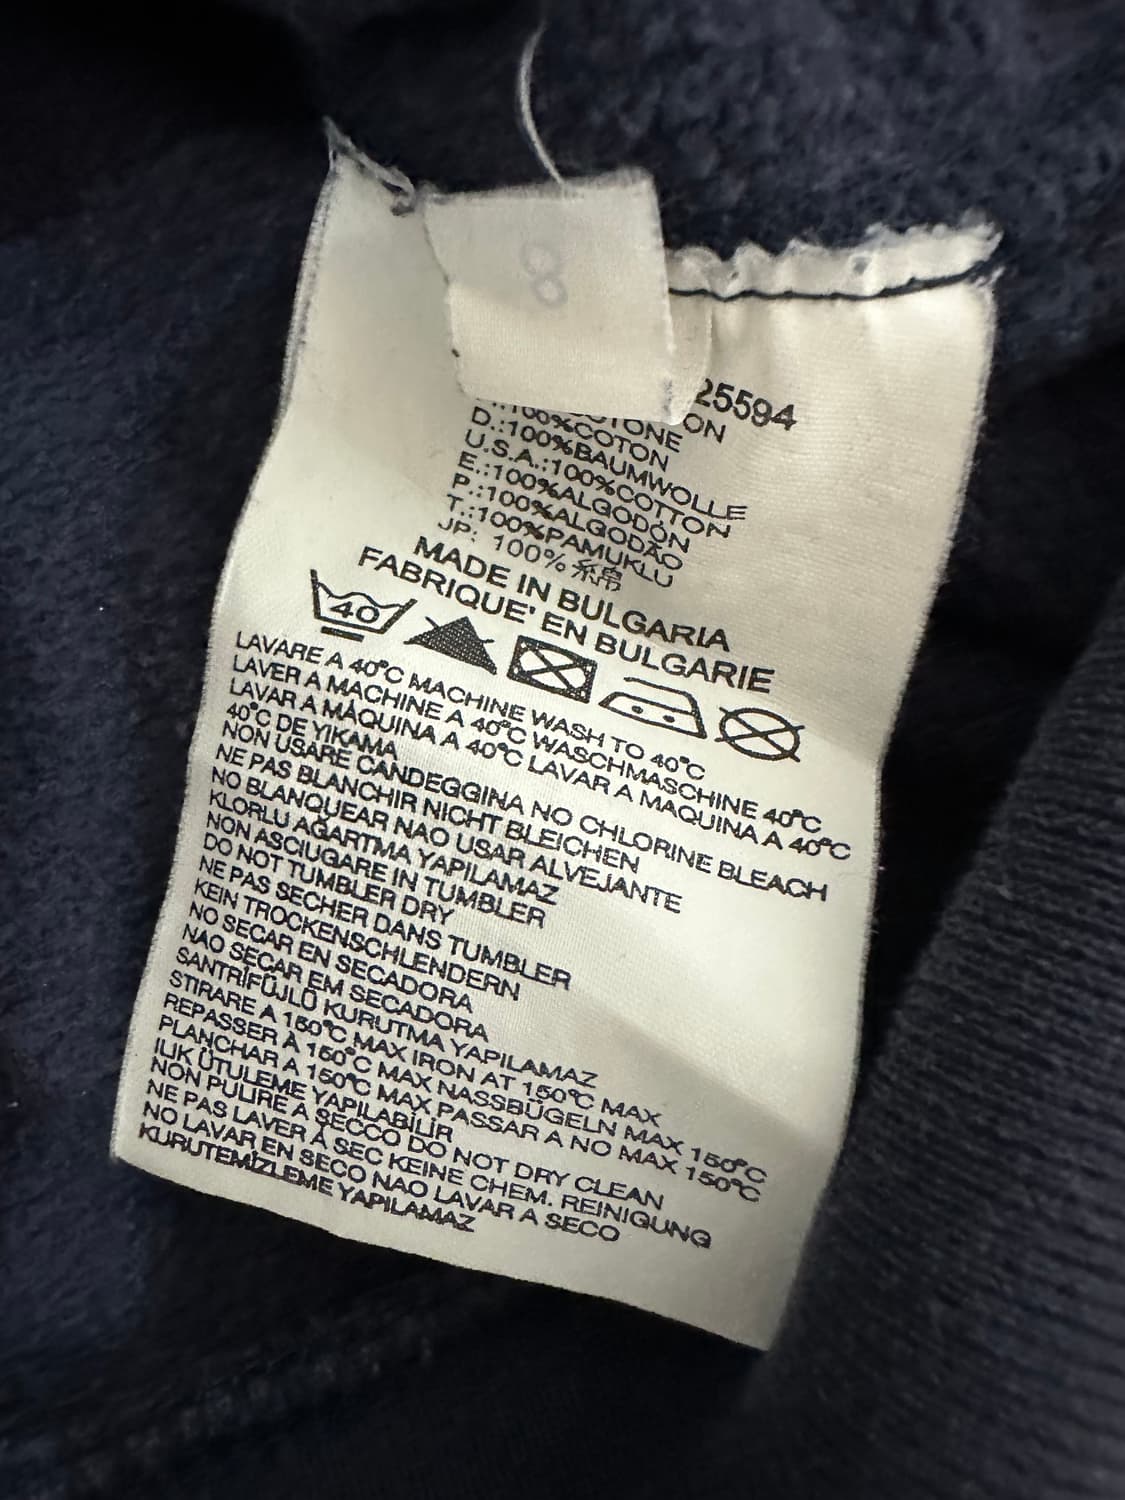 8
25594
ON
100%COTON
D.:100%BAUMWOLLE
U.S.A.:100%COTTON
E.:100%ALGODÓN
P.:100%ALGODÃO
T.:100%PAMUKLU
JP: 100%綿
MADE IN BULGARIA
FABRIQUE' EN BULGARIE
40
LAVARE A 40°C MACHINE WASH TO 40°C
LAVER A MACHINE A 40°C WASCHMASCHINE 40°C
LAVAR A MÁQUINA A 40°C LAVAR A MAQUINA A 40°C
40°C DE YIKAMA
NON USARE CANDEGGINA NO CHLORINE BLEACH
NE PAS BLANCHIR NICHT BLEICHEN
NO BLANQUEAR NAO USAR ALVEJANTE
KLORLU AĞARTMA YAPILAMAZ
NON ASCIUGARE IN TUMBLER
DO NOT TUMBLER DRY
NE PAS SECHER DANS TUMBLER
KEIN TROCKENSCHLENDERN
NO SECAR EN SECADORA
NAO SECAR EM SECADORA
SANTRİFÜJLÜ KURUTMA YAPILAMAZ
STIRARE A 150°C MAX IRON AT 150°C MAX
REPASSER À 150°C MAX NASSBÜGELN MAX 150°C
PLANCHAR A 150°C MAX PASSAR A NO MAX 150°C
ILIK ÜTULEME YAPILABİLİR
NON PULIRE A SECCO DO NOT DRY CLEAN
NE PAS LAVER À SEC KEINE CHEM. REINIGUNG
NO LAVAR EN SECO NAO LAVAR A SECO
KURUTEMİZLEME YAPILAMAZ